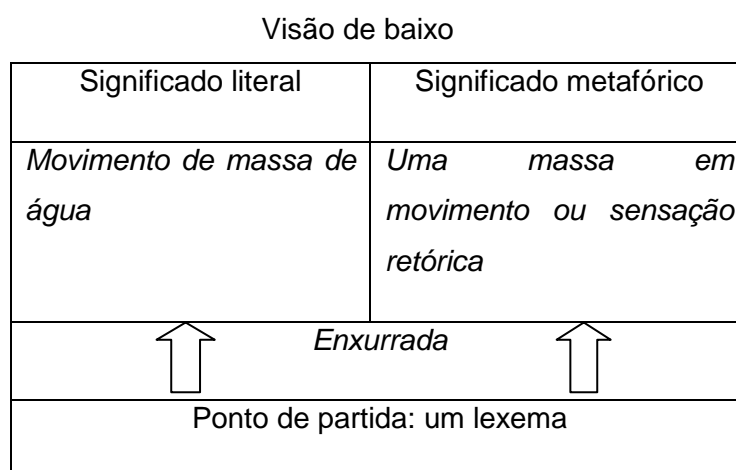 Visão de baixo
Significado literal
Significado metafórico
Movimento de massa de
água
Uma massa em
movimento ou sensação
retórica
Enxurrada
Ponto de partida: um lexema